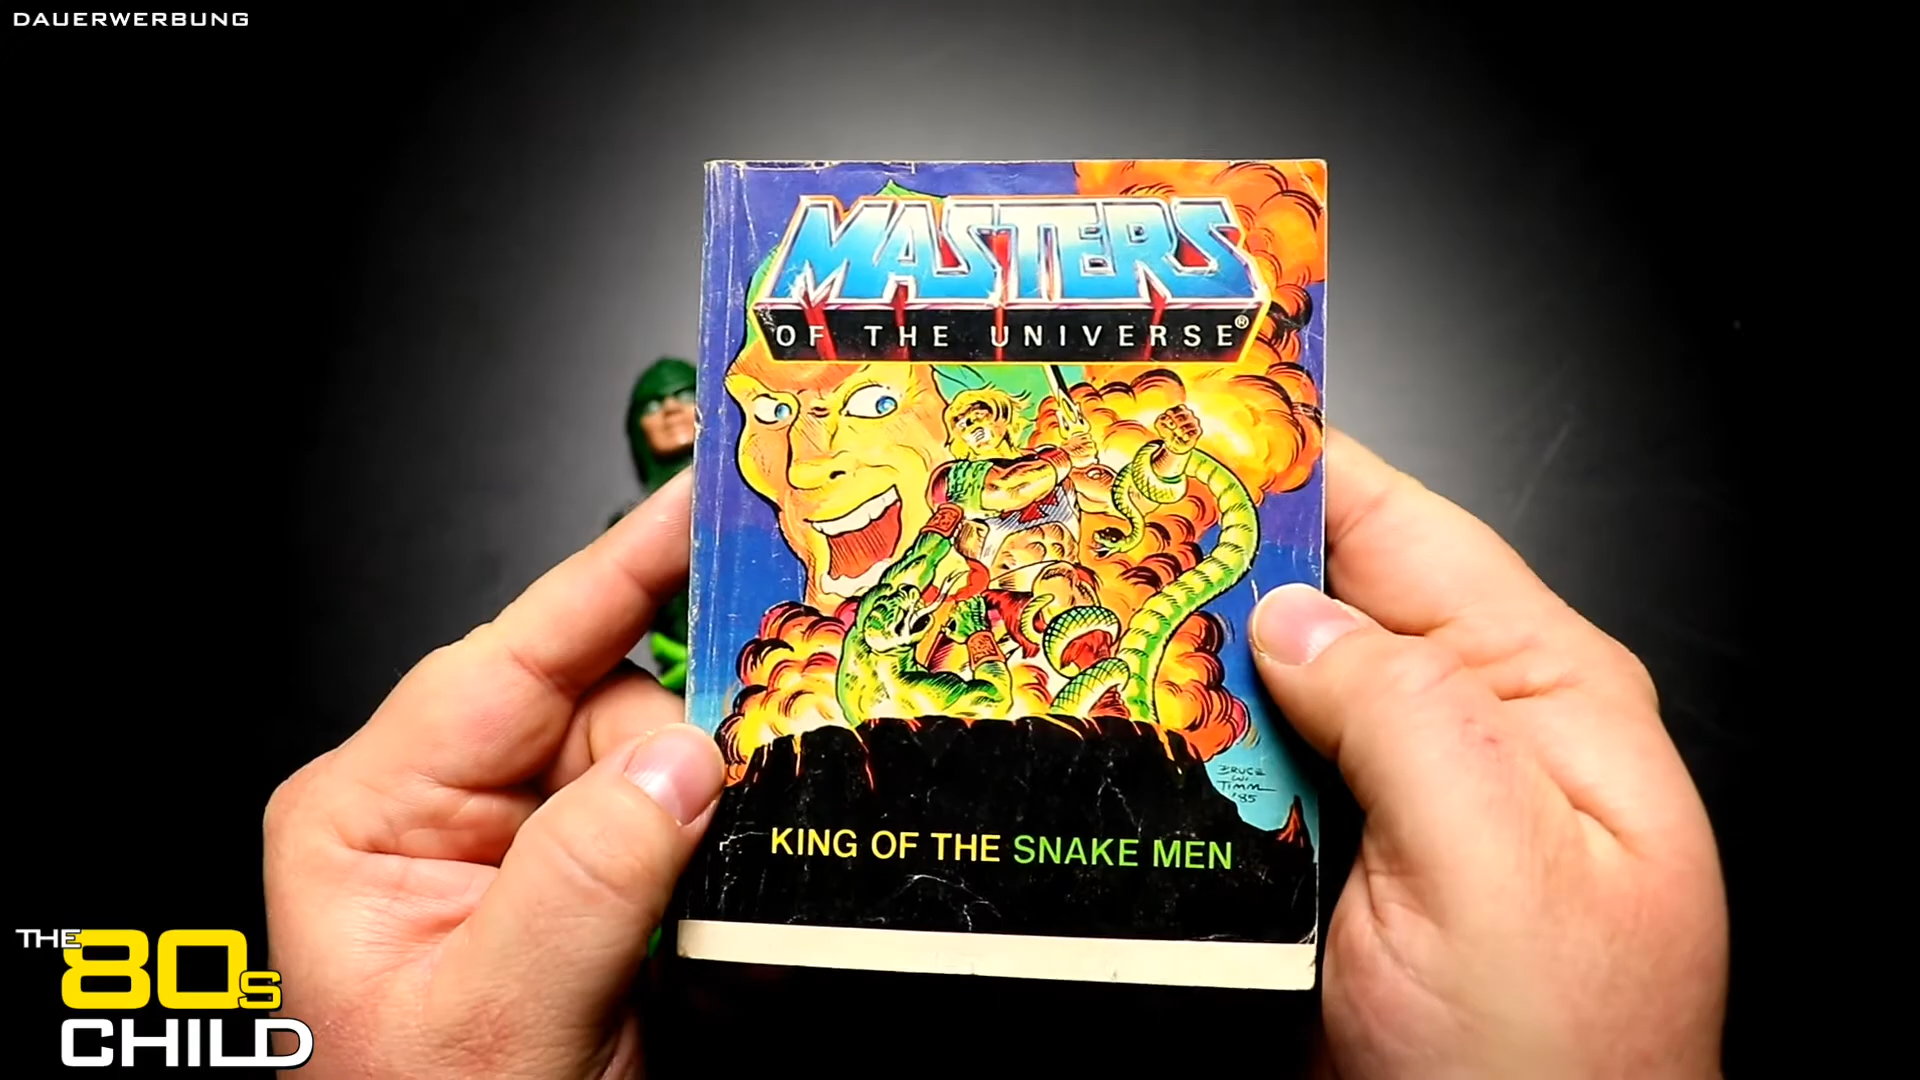 DAUERWERBUNG
MASTERS
OF THE UNIVERSE®
BRUCE
W.
TIMM
'85
KING OF THE SNAKE MEN
THE
80s
CHILD